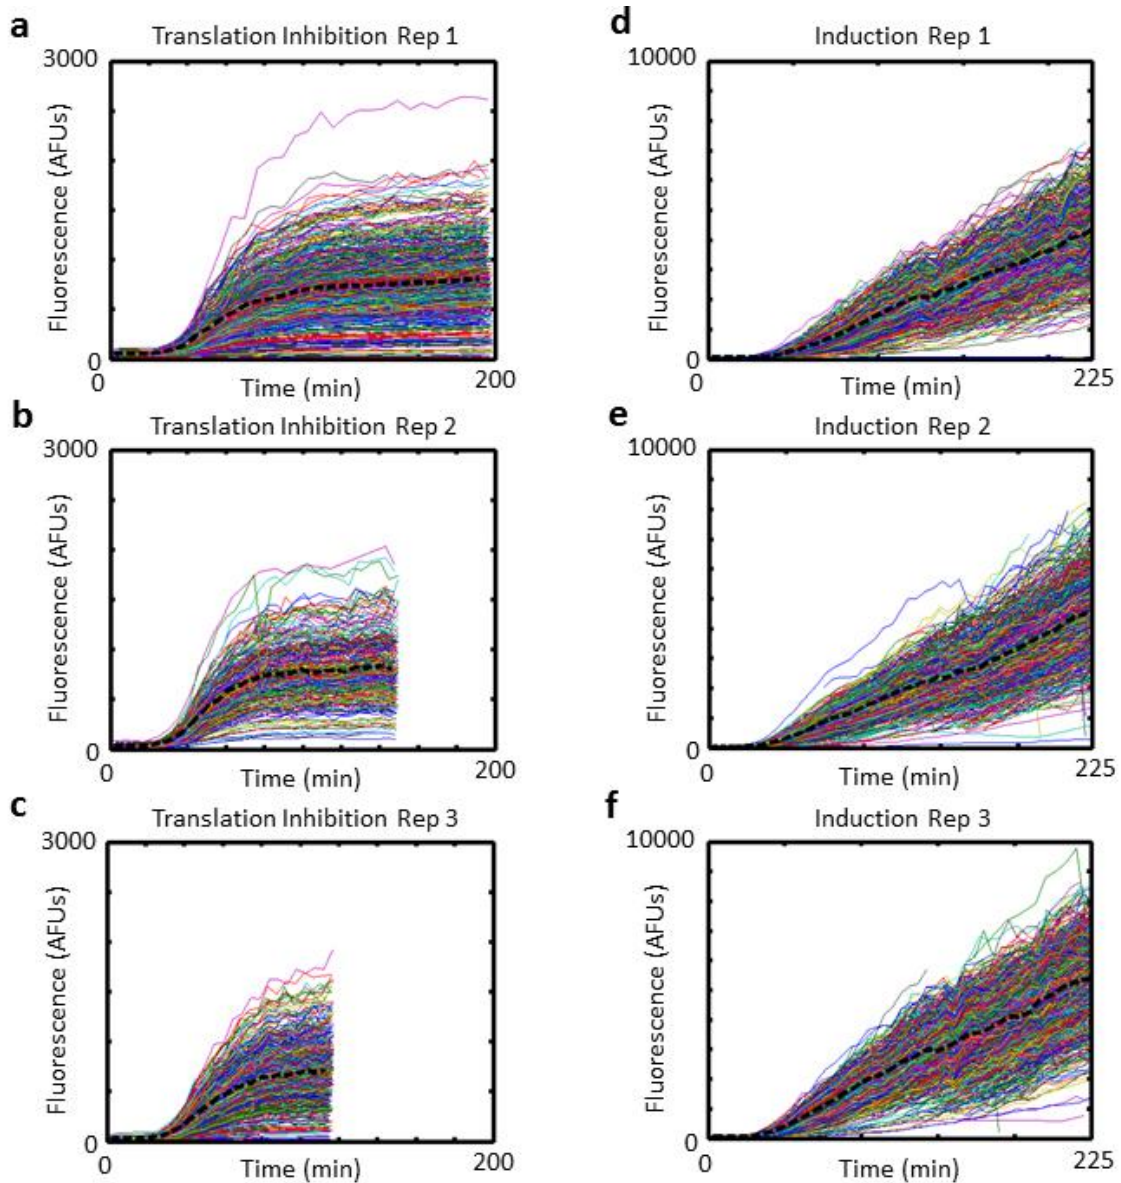 a
Translation Inhibition Rep 1
3000
Fluorescence (AFUs)
0
0
Time (min)
200
b
Translation Inhibition Rep 2
3000
Fluorescence (AFUs)
0
0
Time (min)
200
c
Translation Inhibition Rep 3
3000
Fluorescence (AFUs)
0
0
Time (min)
200
d
Induction Rep 1
10000
Fluorescence (AFUs)
0
0
Time (min)
225
e
Induction Rep 2
10000
Fluorescence (AFUs)
0
0
Time (min)
225
f
Induction Rep 3
10000
Fluorescence (AFUs)
0
0
Time (min)
225